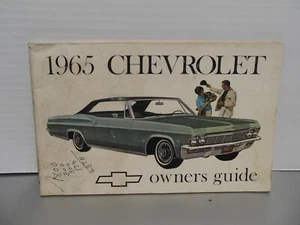 1965 CHEVROLET
owners guide